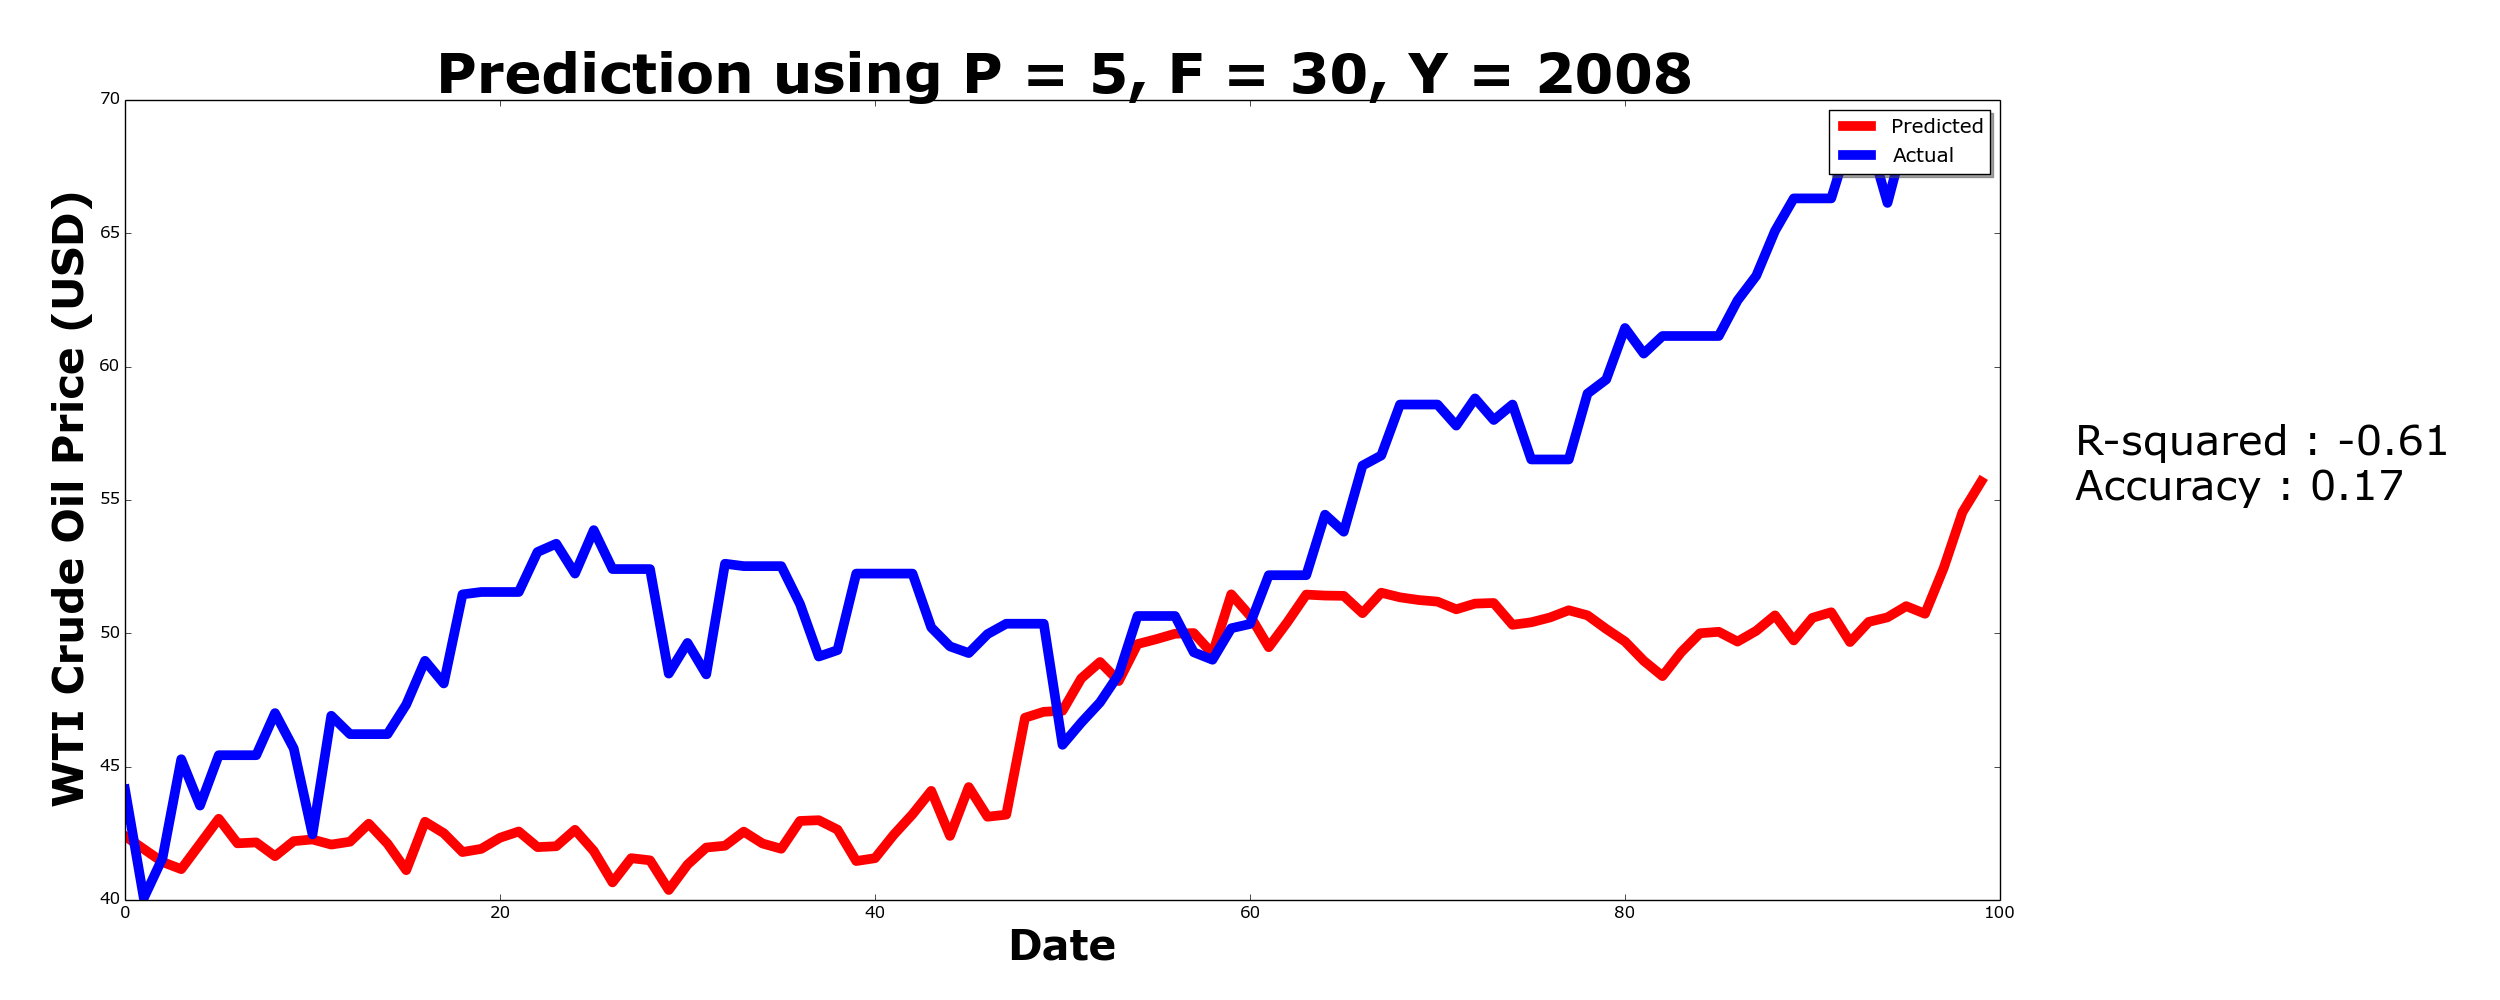 Prediction using P = 5, F = 30, Y = 2008
70
65
60
55
50
45
40
WTI Crude Oil Price (USD)
0 20 40 60 80 100
Date
Predicted
Actual
R-squared : -0.61
Accuracy : 0.17